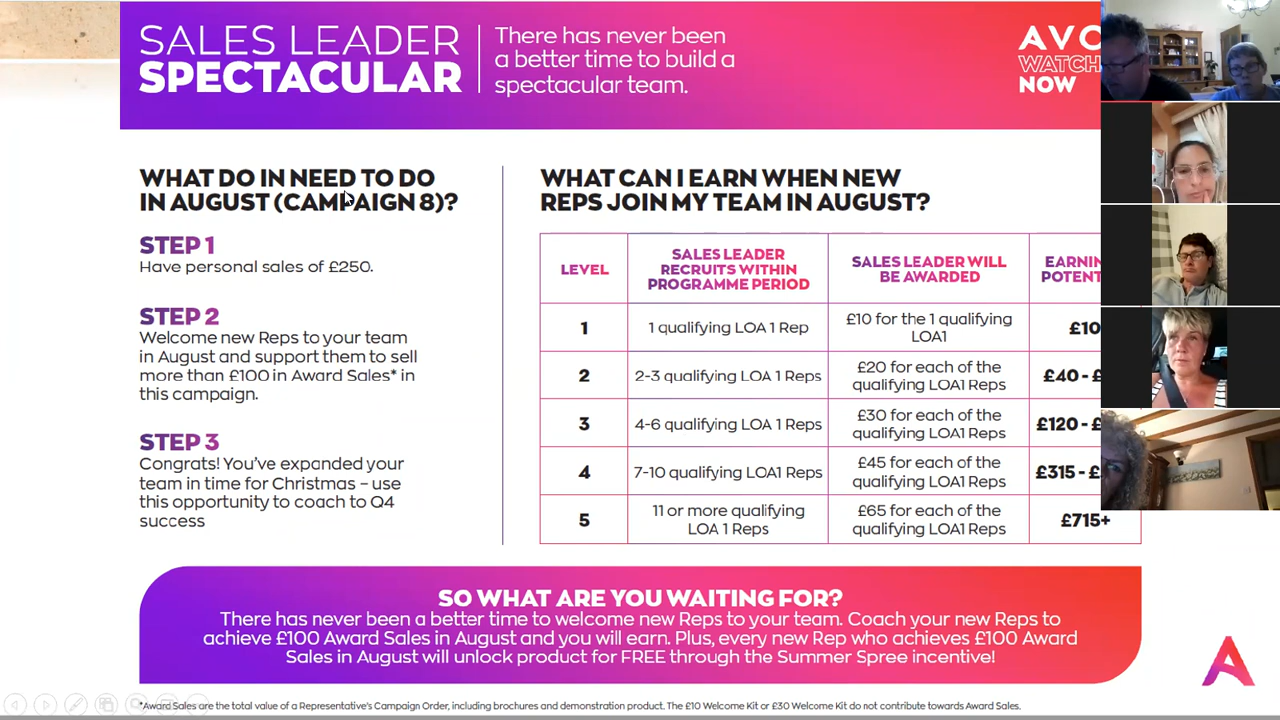 SALES LEADER
SPECTACULAR
There has never been
a better time to build a
spectacular team.
AVO
WATCH
NOW
WHAT DO IN NEED TO DO
IN AUGUST (CAMPAIGN 8)?
STEP 1
Have personal sales of £250.
STEP 2
Welcome new Reps to your team
in August and support them to sell
more than £100 in Award Sales* in
this campaign.
STEP 3
Congrats! You've expanded your
team in time for Christmas – use
this opportunity to coach to Q4
success
WHAT CAN I EARN WHEN NEW
REPS JOIN MY TEAM IN AUGUST?
LEVEL
SALES LEADER
RECRUITS WITHIN
PROGRAMME PERIOD
SALES LEADER WILL
BE AWARDED
EARNIN
POTENT
1
1 qualifying LOA 1 Rep
£10 for the 1 qualifying
LOA1
£10
2
2-3 qualifying LOA 1 Reps
£20 for each of the
qualifying LOA1 Reps
£40 - £
3
4-6 qualifying LOA 1 Reps
£30 for each of the
qualifying LOA1 Reps
£120 - £
4
7-10 qualifying LOA1 Reps
£45 for each of the
qualifying LOA1 Reps
£315 - £
5
11 or more qualifying
LOA 1 Reps
£65 for each of the
qualifying LOA1 Reps
£715+
SO WHAT ARE YOU WAITING FOR?
There has never been a better time to welcome new Reps to your team. Coach your new Reps to
achieve £100 Award Sales in August and you will earn. Plus, every new Rep who achieves £100 Award
Sales in August will unlock product for FREE through the Summer Spree incentive!
*Award Sales are the total value of a Representative's Campaign Order, including brochures and demonstration product. The £10 Welcome Kit or £30 Welcome Kit do not contribute towards Award Sales.
A